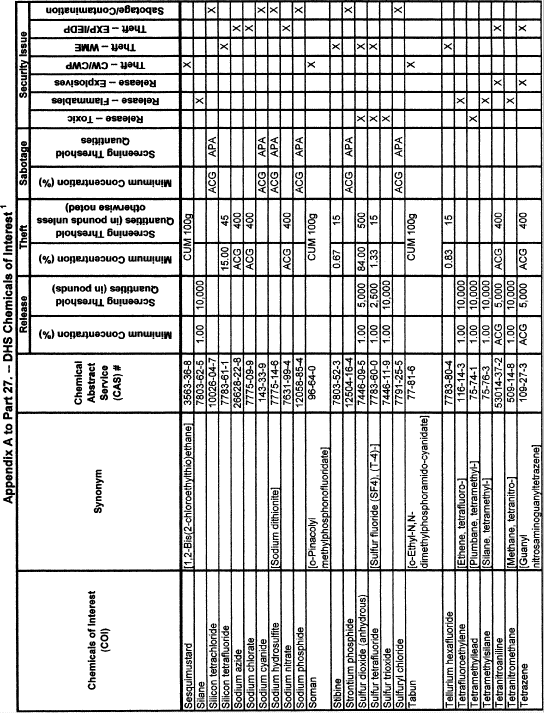 Appendix A to Part 27. – DHS Chemicals of Interest 1
Release
Theft
Sabotage
Security Issue
Chemicals of Interest
(COI)
Synonym
Chemical
Abstract
Service
(CAS) #
Minimum Concentration (%)
Screening Threshold
Quantities (in pounds)
Minimum Concentration (%)
Screening Threshold
Quantities (in pounds unless
otherwise noted)
Minimum Concentration (%)
Screening Threshold
Quantities
Release – Toxic
Release – Flammables
Release – Explosives
Theft – CW/CWP
Theft – WME
Theft – EXP/IEDP
Sabotage/Contamination
Sesquimustard [1,2-Bis(2-chloroethylthio)ethane] 3563-36-8 CUM 100g X
Silane 7803-62-5 1.00 10,000 X
Silicon tetrachloride 10026-04-7 ACG APA X
Silicon tetrafluoride 7783-61-1 15.00 45 X
Sodium azide 26628-22-8 ACG 400 X
Sodium chlorate 7775-09-9 ACG 400 X
Sodium cyanide 143-33-9 ACG APA X
Sodium hydrosulfite [Sodium dithionite] 7775-14-6 ACG APA X
Sodium nitrate 7631-99-4 ACG 400 X
Sodium phosphide 12058-85-4 ACG APA X
Soman [o-Pinacolyl
methylphosphonofluoridate] 96-64-0 CUM 100g X
Stibine 7803-52-3 0.67 15 X
Strontium phosphide 12504-16-4 ACG APA X
Sulfur dioxide (anhydrous) 7446-09-5 1.00 5,000 84.00 500 X X
Sulfur tetrafluoride [Sulfur fluoride (SF4), (T-4)-] 7783-60-0 1.00 2,500 1.33 15 X X
Sulfur trioxide 7446-11-9 1.00 10,000 X
Sulfuryl chloride 7791-25-5 ACG APA X
Tabun [o-Ethyl-N,N-
dimethylphosphoramido-cyanidate] 77-81-6 CUM 100g X
Tellurium hexafluoride 7783-80-4 0.83 15 X
Tetrafluoroethylene [Ethene, tetrafluoro-] 116-14-3 1.00 10,000 X
Tetramethyllead [Plumbane, tetramethyl-] 75-74-1 1.00 10,000 X
Tetramethylsilane [Silane, tetramethyl-] 75-76-3 1.00 10,000 X
Tetranitroaniline 53014-37-2 ACG 5,000 ACG 400 X X
Tetranitromethane [Methane, tetranitro-] 509-14-8 1.00 10,000 X
Tetrazene [Guanyl
nitrosaminoguanyltetrazene] 109-27-3 ACG 5,000 ACG 400 X X